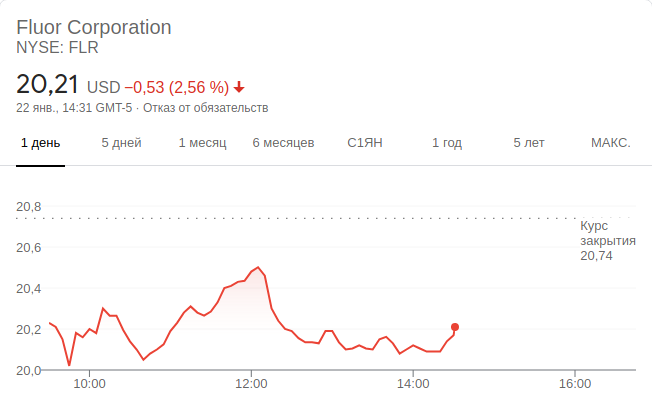 Fluor Corporation
NYSE: FLR
20,21 USD −0,53 (2,56 %)
22 янв., 14:31 GMT-5 · Отказ от обязательств
1 день 5 дней 1 месяц 6 месяцев С1ЯН 1 год 5 лет МАКС.
20,8
Курс
закрытия
20,74
20,6
20,4
20,2
20,0
10:00 12:00 14:00 16:00